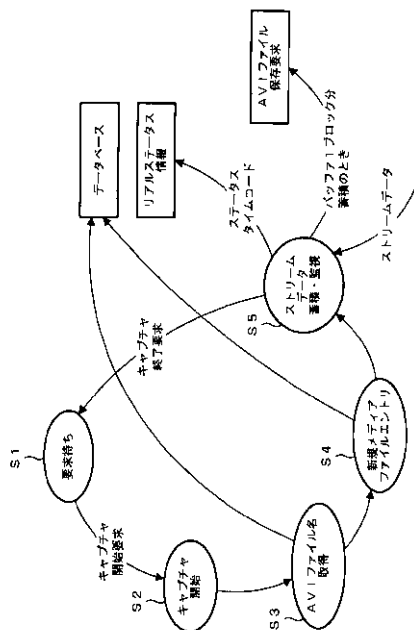 S1
要求待ち
キャプチャ
開始要求
S2
キャプチャ
開始
S3
AVIファイル名
取得
S4
新規メディア
ファイルエントリ
S5
ストリーム
データ
蓄積・監視
キャプチャ
終了要求
データベース
リアルステータス
情報
ステータス
タイムコード
AVIファイル
保存要求
バッファ1ブロック分
蓄積のとき
ストリームデータ